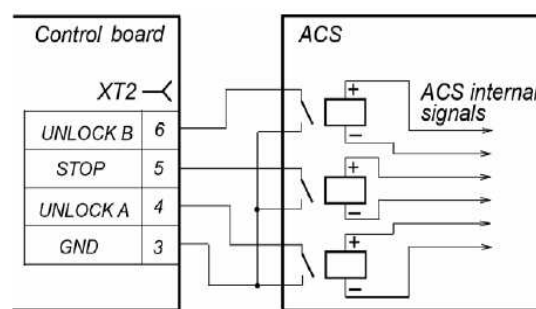 Control board
ACS
XT2
UNLOCK B 6
STOP 5
UNLOCK A 4
GND 3
+
−
+
−
+
−
ACS internal
signals